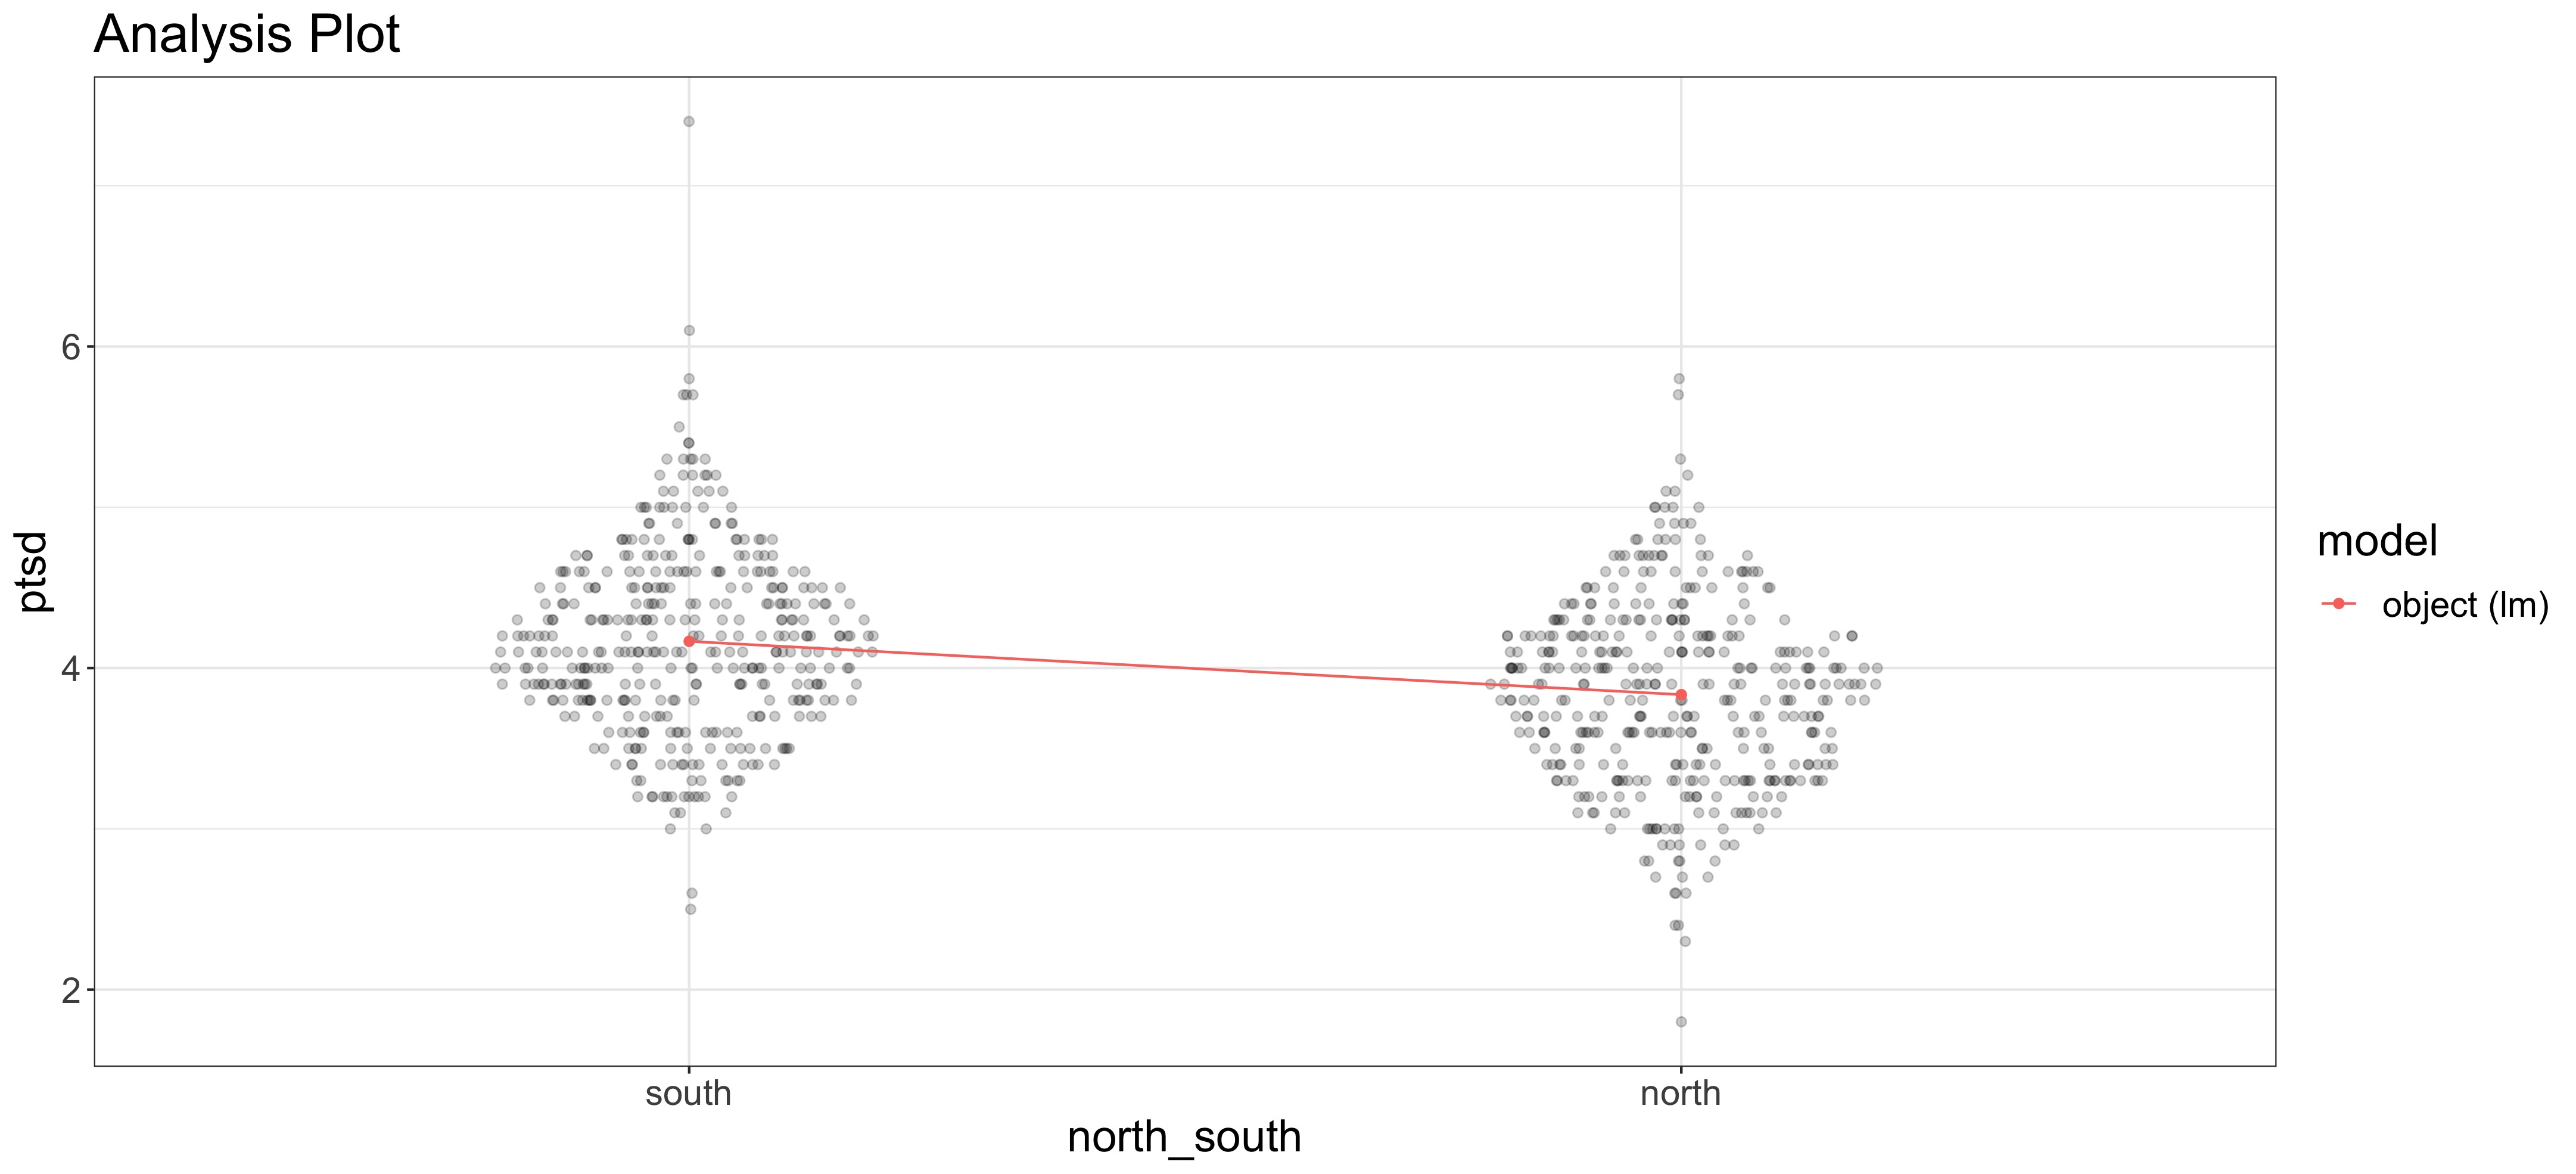 Analysis Plot
ptsd
6
4
2
south
north
north_south
model
object (lm)